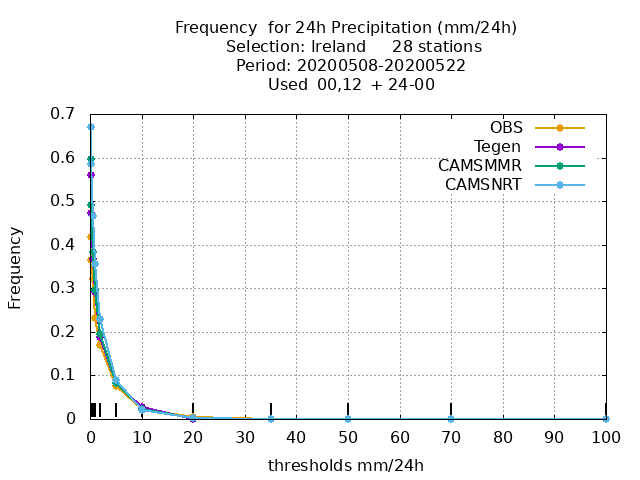 Frequency  for 24h Precipitation (mm/24h)
Selection: Ireland     28 stations
Period: 20200508-20200522
Used  00,12  + 24-00
OBS
Tegen
CAMSMMR
CAMSNRT
Frequency
0.7
0.6
0.5
0.4
0.3
0.2
0.1
0
0 10 20 30 40 50 60 70 80 90 100
thresholds mm/24h